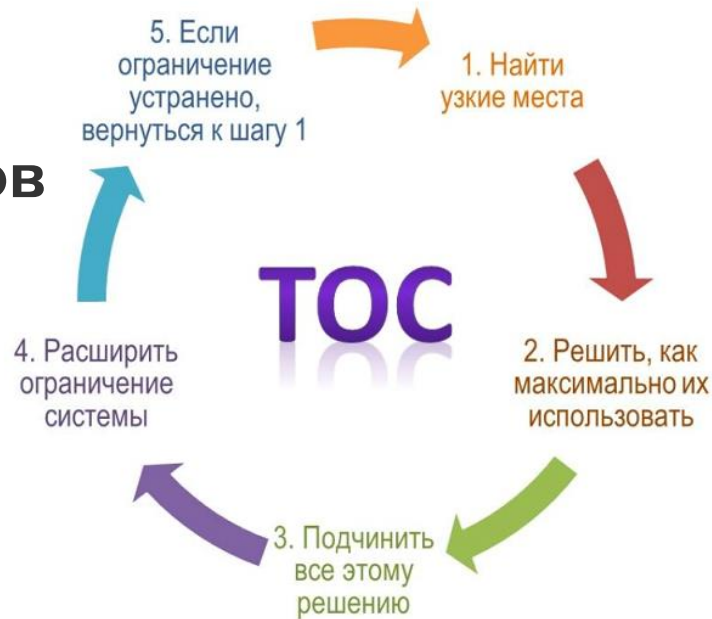 5. Если
ограничение
устранено,
вернуться к шагу 1
1. Найти
узкие места
ов
ТОС
4. Расширить
ограничение
системы
2. Решить, как
максимально их
использовать
3. Подчинить
все этому
решению